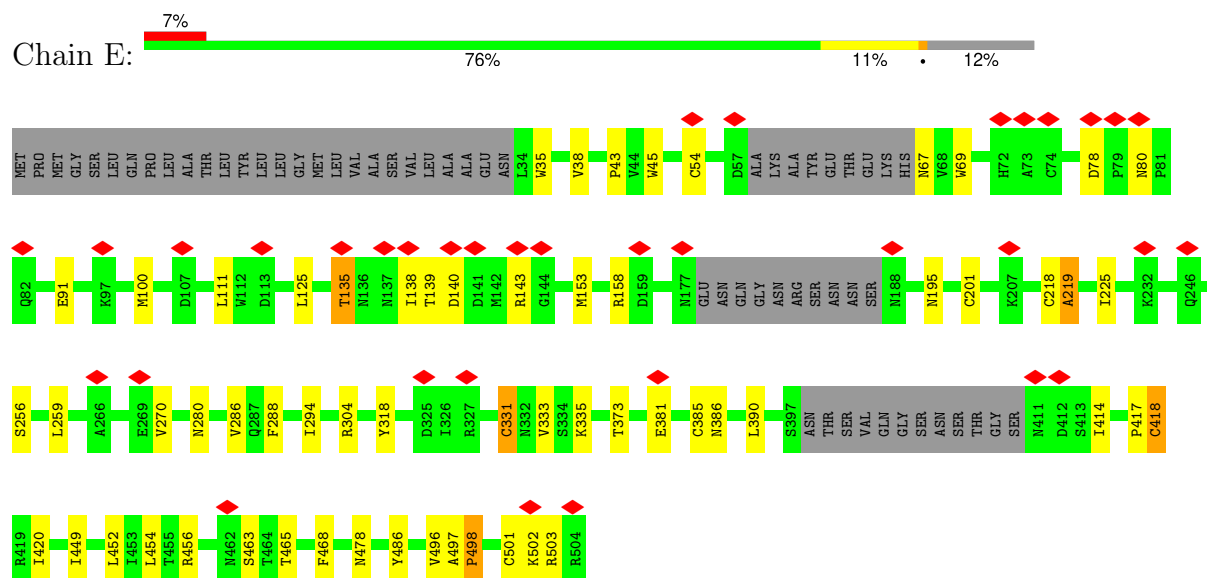 7%
Chain E:
76% 11% • 12%
MET PRO MET GLY SER LEU GLN PRO LEU ALA THR LEU TYR LEU LEU GLY MET LEU VAL ALA SER VAL LEU ALA ALA GLU ASN L34 W35 V38 P43 V44 W45 C54 D57 ALA LYS ALA TYR GLU THR GLU LYS HIS N67 V68 W69 H72 A73 C74 D78 P79 N80 P81
Q82 E91 K97 M100 D107 L111 W112 D113 L125 T135 N136 N137 T138 T139 D140 D141 M142 R143 G144 M153 R158 D159 N177 GLU ASN GLN GLY ASN ARG SER ASN ASN SER N188 N195 C201 K207 C218 A219 I225 K232 Q246
S256 L259 A266 E269 V270 N280 V286 Q287 F288 I294 R304 Y318 D325 I326 R327 C331 N332 V333 S334 K335 T373 E381 C385 N386 L390 S397 ASN THR SER VAL GLN GLY SER ASN SER THR GLY SER N411 D412 S413 I414 P417 C418
R419 I420 I449 L452 I453 L454 T455 R456 N462 S463 T464 T465 F468 N478 Y486 V496 A497 P498 C501 K502 R503 R504